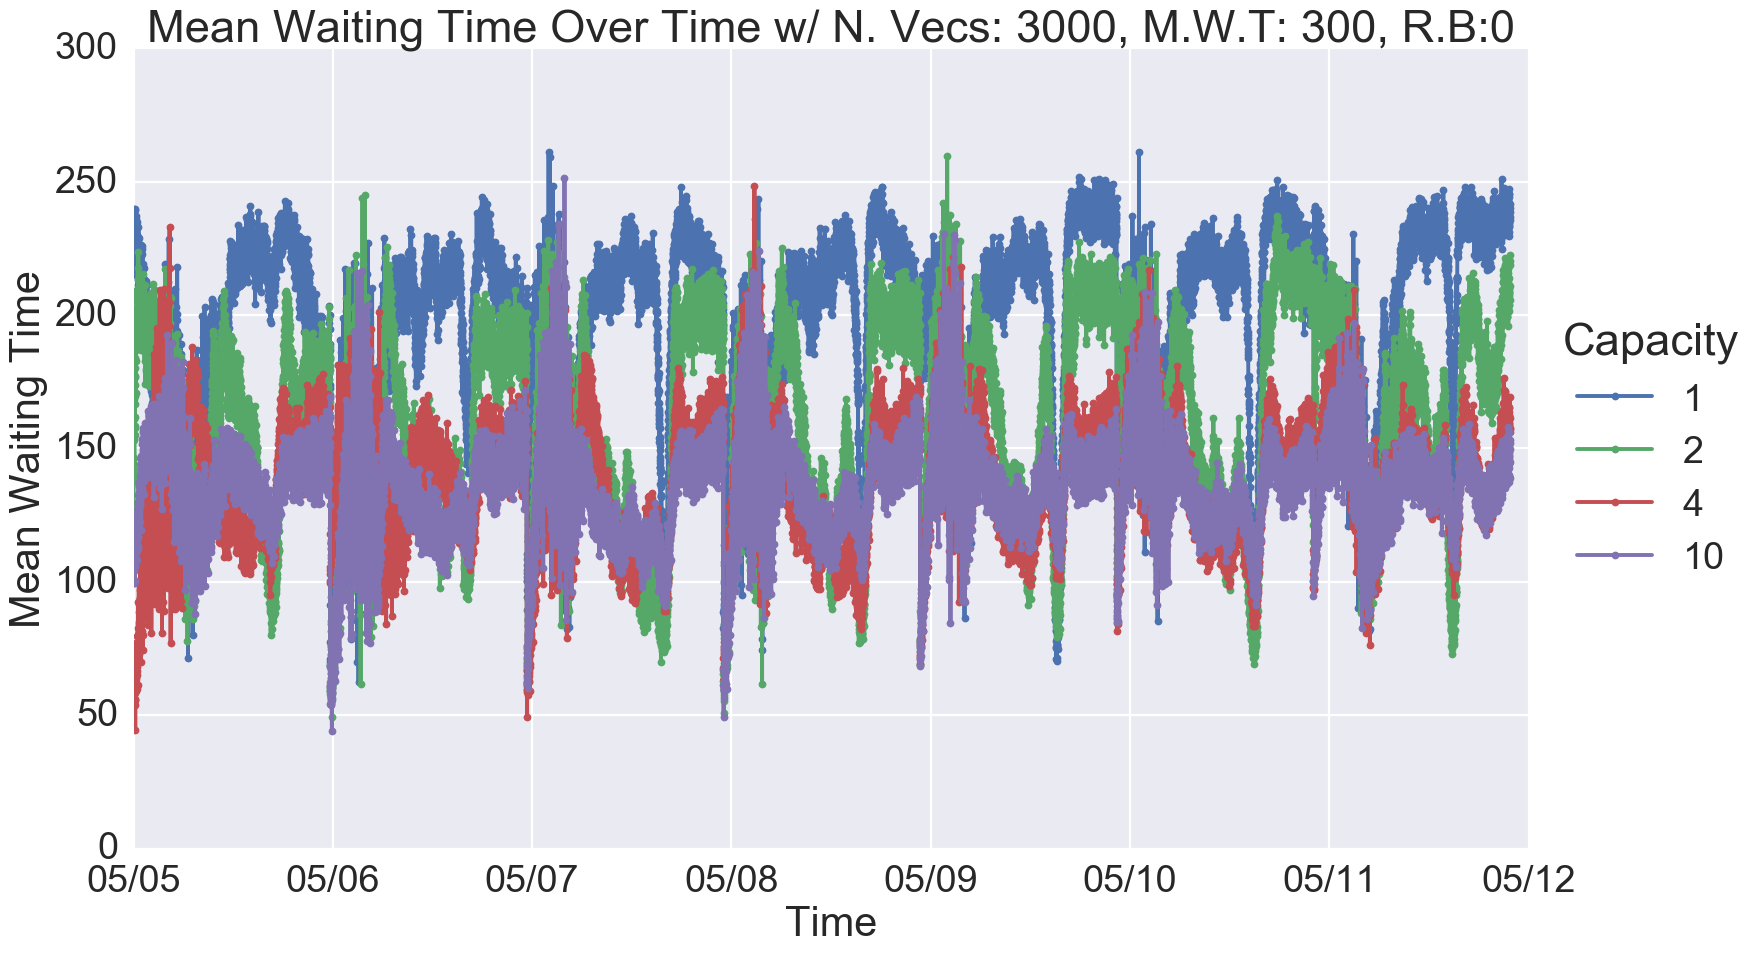 Mean Waiting Time Over Time w/ N. Vecs: 3000, M.W.T: 300, R.B:0
300
250
200
150
100
50
0
Mean Waiting Time
05/05 05/06 05/07 05/08 05/09 05/10 05/11 05/12
Time
Capacity
1
2
4
10